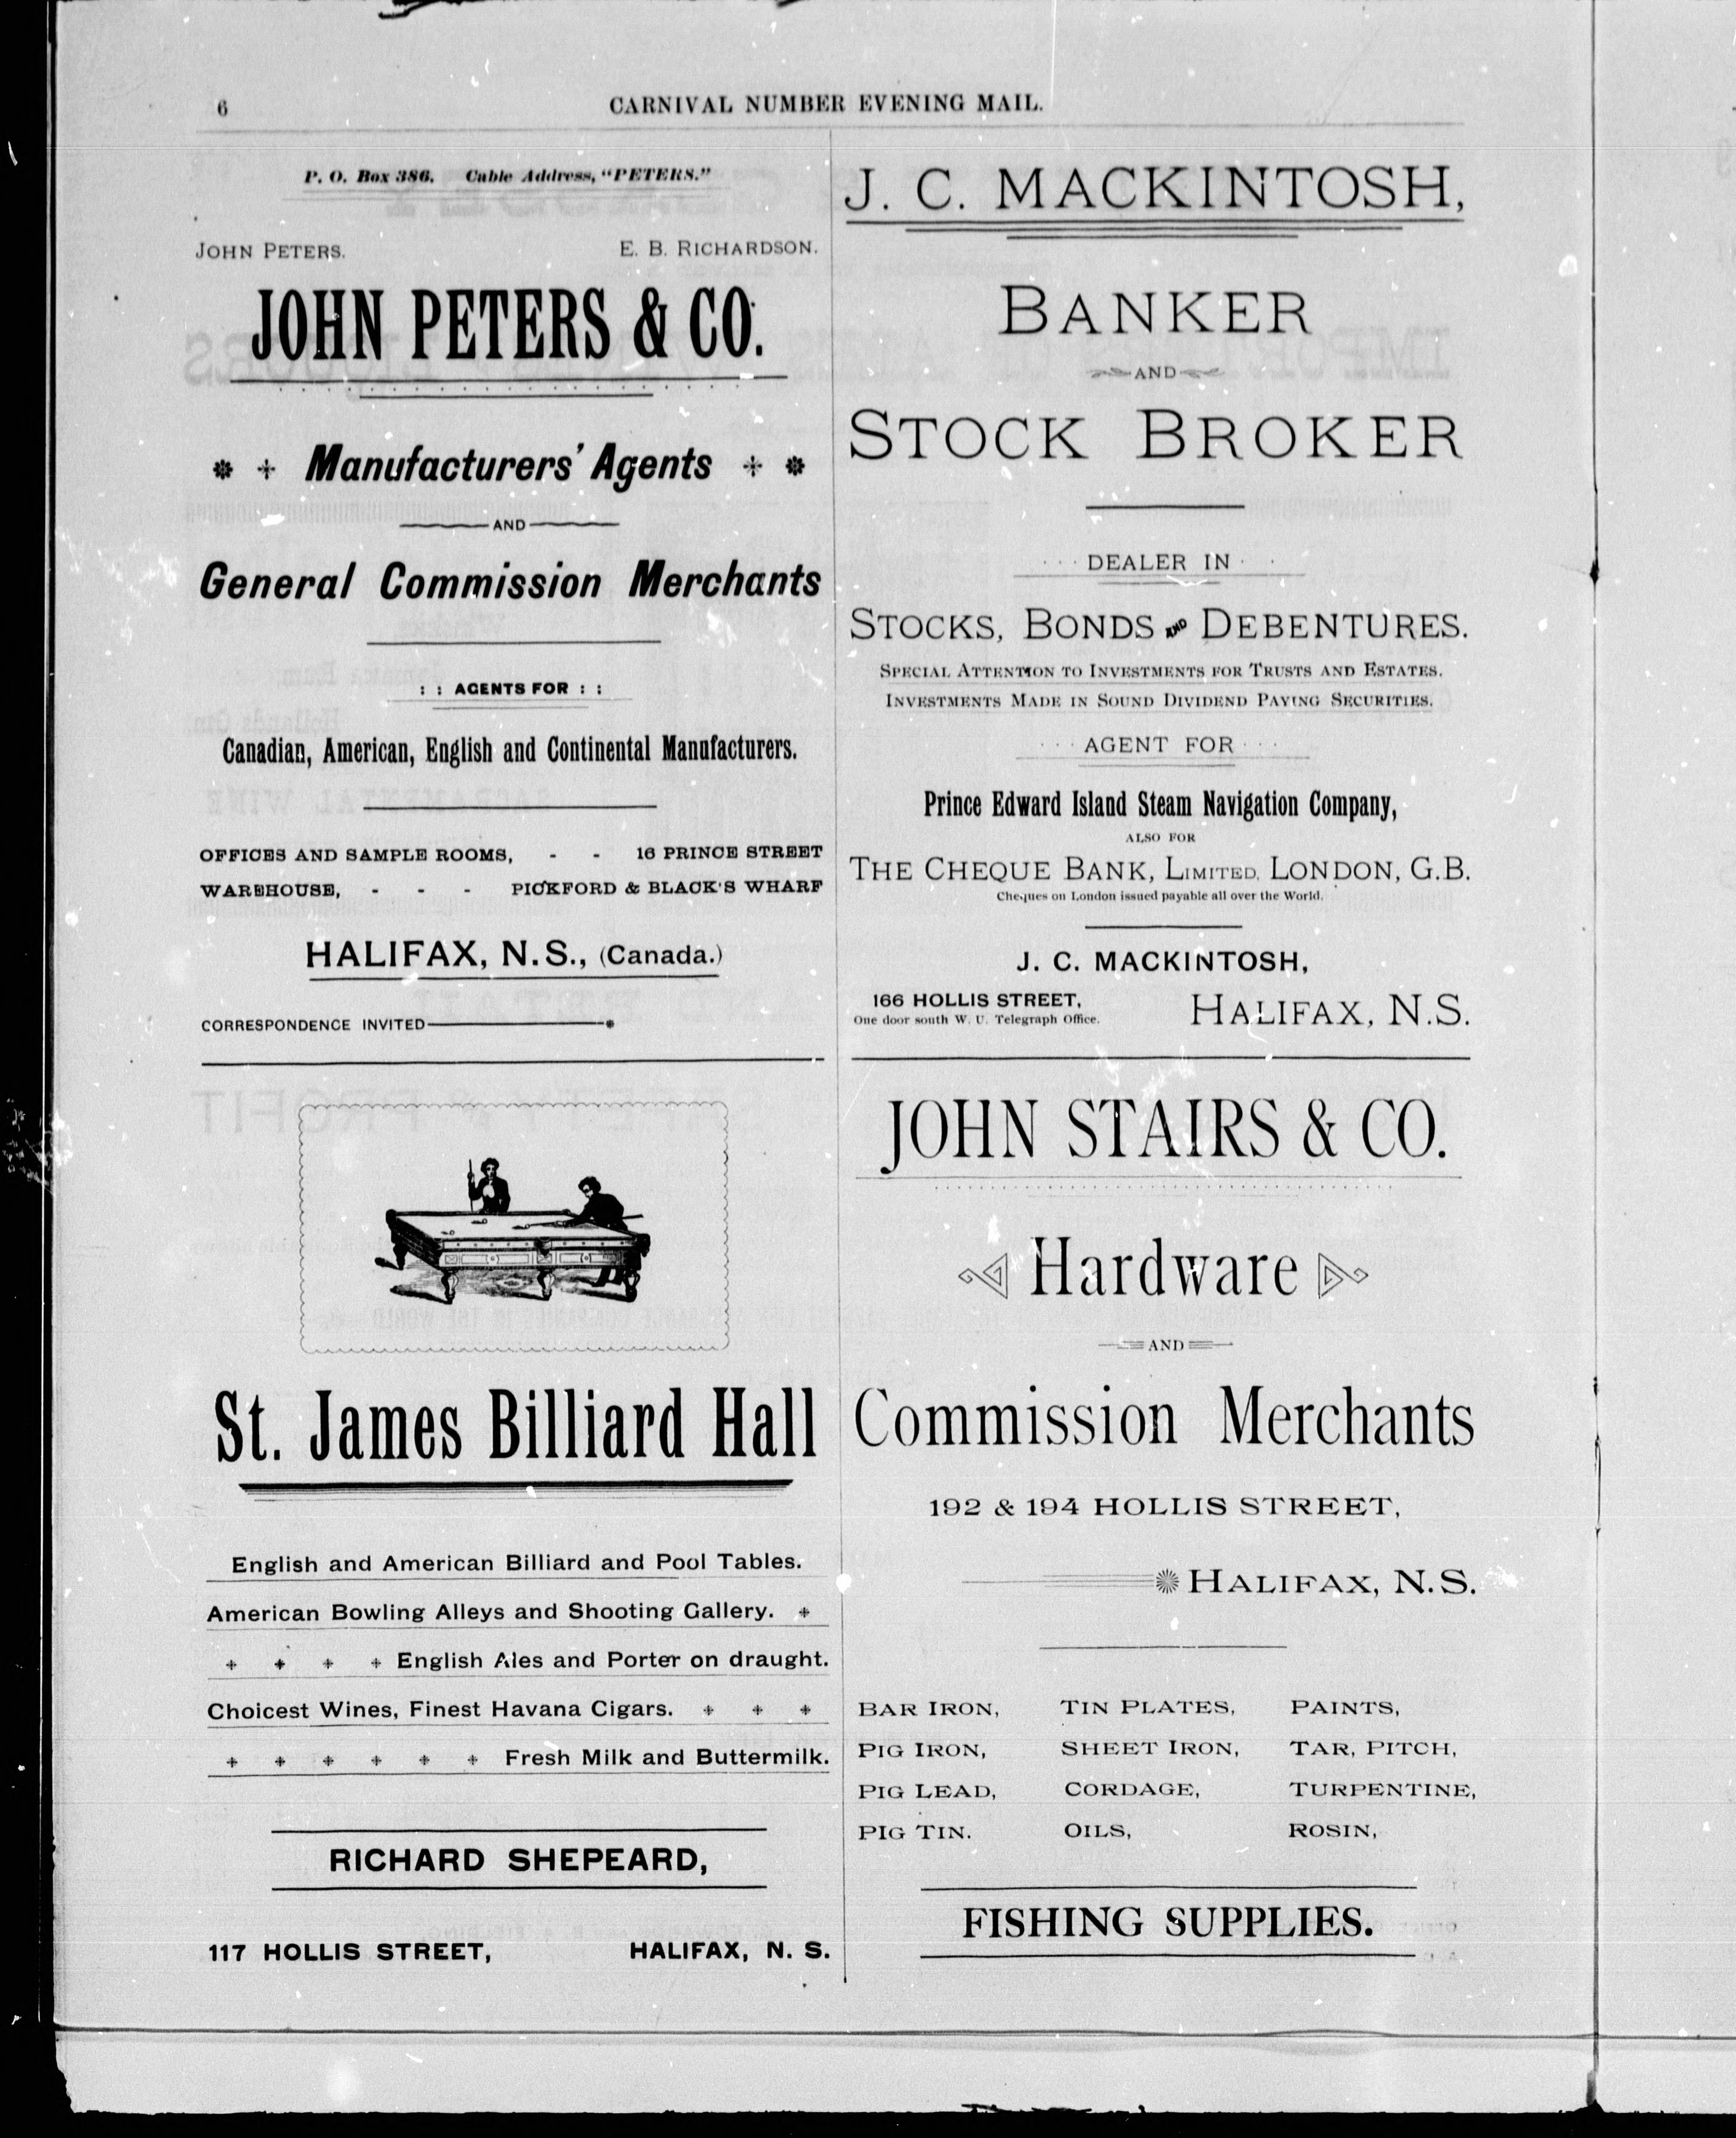 6
CARNIVAL NUMBER EVENING MAIL.
P. O. Box 386. Cable Address, "PETERS."
JOHN PETERS. E. B. RICHARDSON.
JOHN PETERS & CO.
Manufacturers' Agents
AND
General Commission Merchants
: : AGENTS FOR : :
Canadian, American, English and Continental Manufacturers.
OFFICES AND SAMPLE ROOMS, - - 16 PRINCE STREET
WAREHOUSE, - - - PICKFORD & BLACK'S WHARF
HALIFAX, N.S., (Canada.)
CORRESPONDENCE INVITED
St. James Billiard Hall
English and American Billiard and Pool Tables.
American Bowling Alleys and Shooting Gallery.
English Ales and Porter on draught.
Choicest Wines, Finest Havana Cigars.
Fresh Milk and Buttermilk.
RICHARD SHEPEARD,
117 HOLLIS STREET, HALIFAX, N. S.
J. C. MACKINTOSH,
BANKER
AND
STOCK BROKER
DEALER IN
STOCKS, BONDS AND DEBENTURES.
SPECIAL ATTENTION TO INVESTMENTS FOR TRUSTS AND ESTATES.
INVESTMENTS MADE IN SOUND DIVIDEND PAYING SECURITIES.
AGENT FOR
Prince Edward Island Steam Navigation Company,
ALSO FOR
THE CHEQUE BANK, LIMITED, LONDON, G.B.
Cheques on London issued payable all over the World.
J. C. MACKINTOSH,
166 HOLLIS STREET,
One door south W. U. Telegraph Office.
HALIFAX, N.S.
JOHN STAIRS & CO.
Hardware
AND
Commission Merchants
192 & 194 HOLLIS STREET,
HALIFAX, N.S.
BAR IRON, TIN PLATES, PAINTS,
PIG IRON, SHEET IRON, TAR, PITCH,
PIG LEAD, CORDAGE, TURPENTINE,
PIG TIN. OILS, ROSIN,
FISHING SUPPLIES.